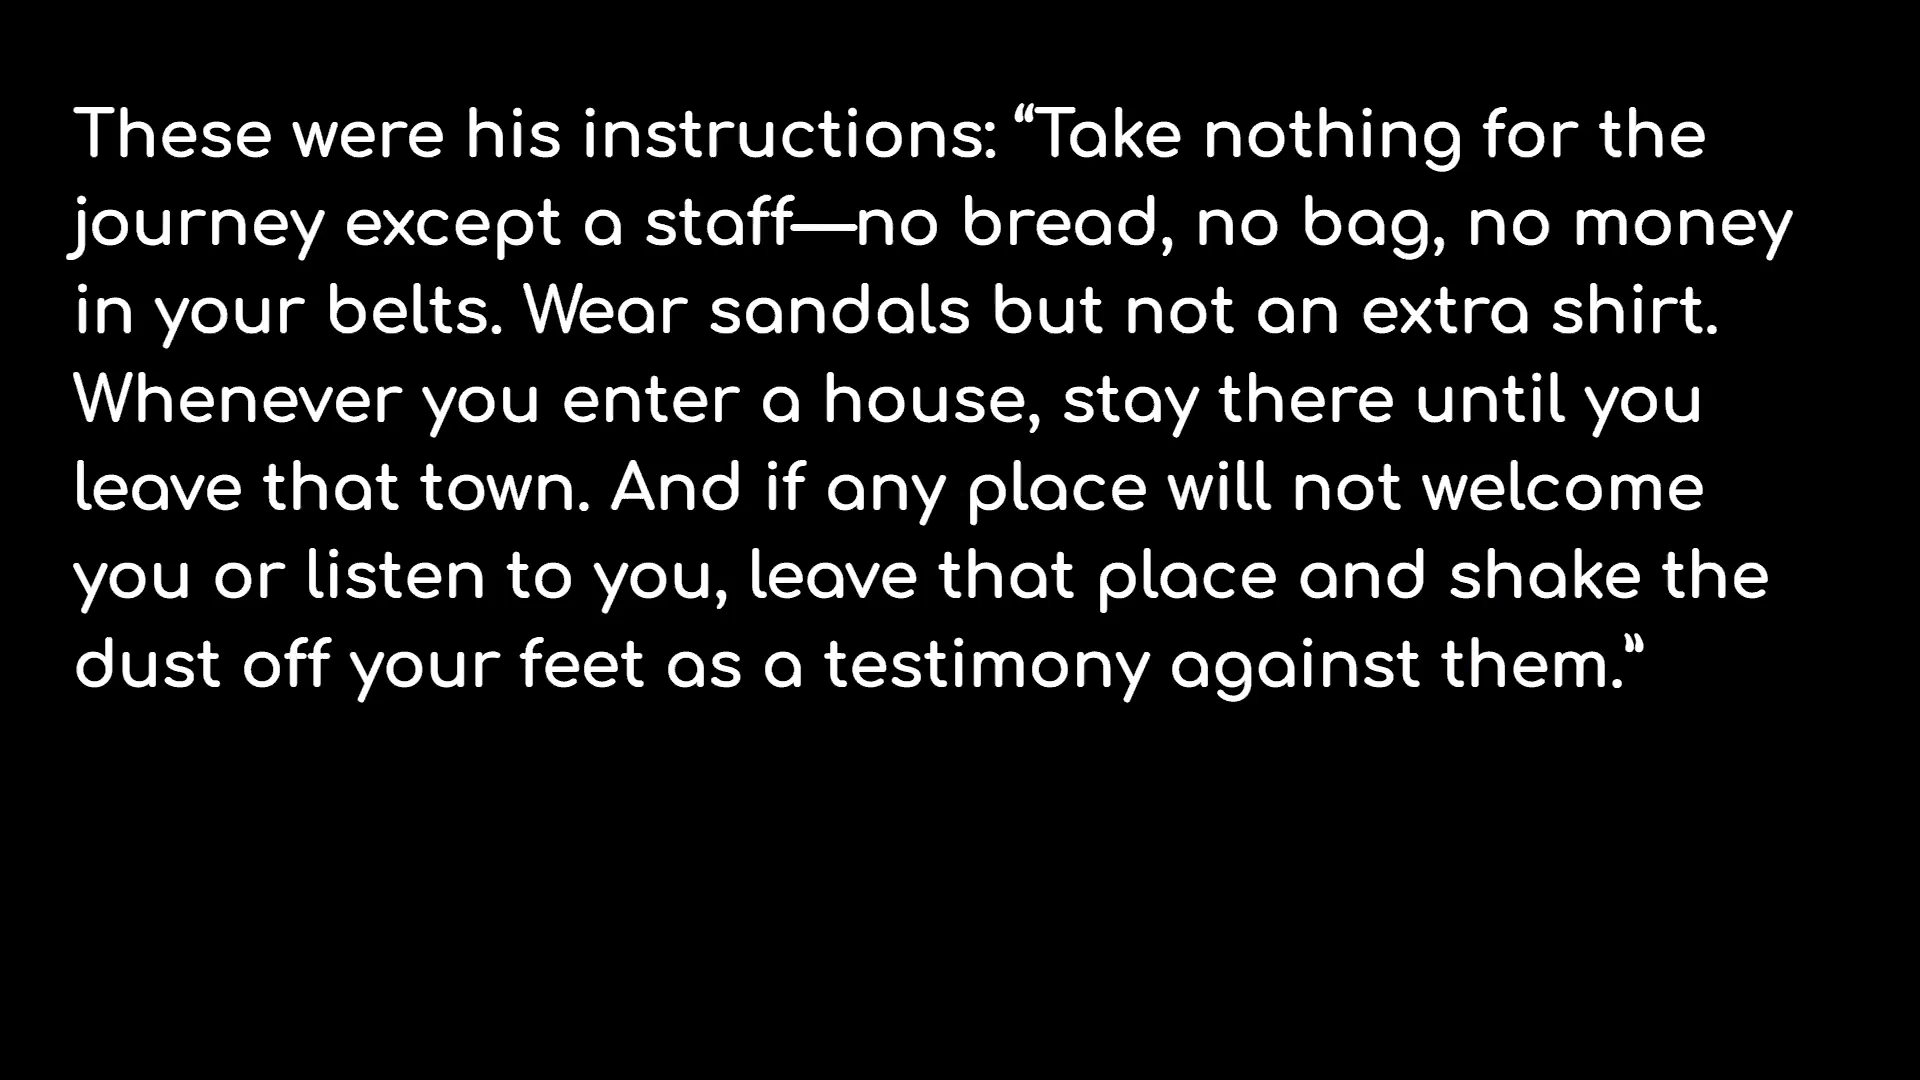 These were his instructions: “Take nothing for the
journey except a staff—no bread, no bag, no money
in your belts. Wear sandals but not an extra shirt.
Whenever you enter a house, stay there until you
leave that town. And if any place will not welcome
you or listen to you, leave that place and shake the
dust off your feet as a testimony against them.”